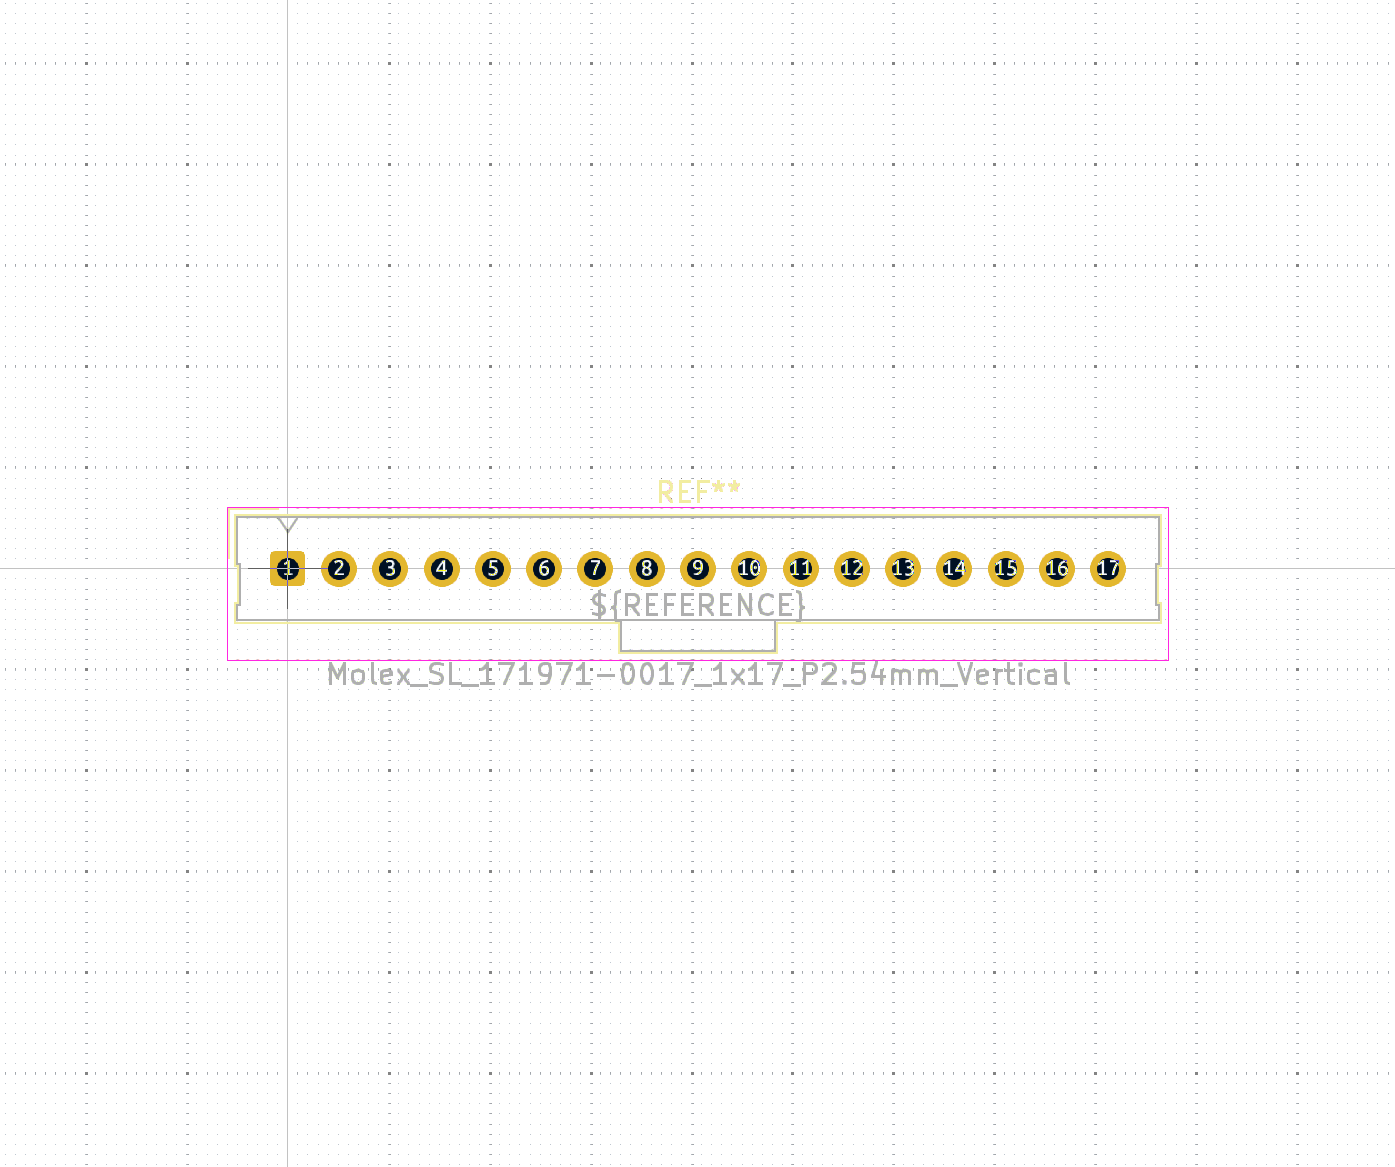 REF**
1 2 3 4 5 6 7 8 9 10 11 12 13 14 15 16 17
${REFERENCE}
Molex_SL_171971-0017_1x17_P2.54mm_Vertical